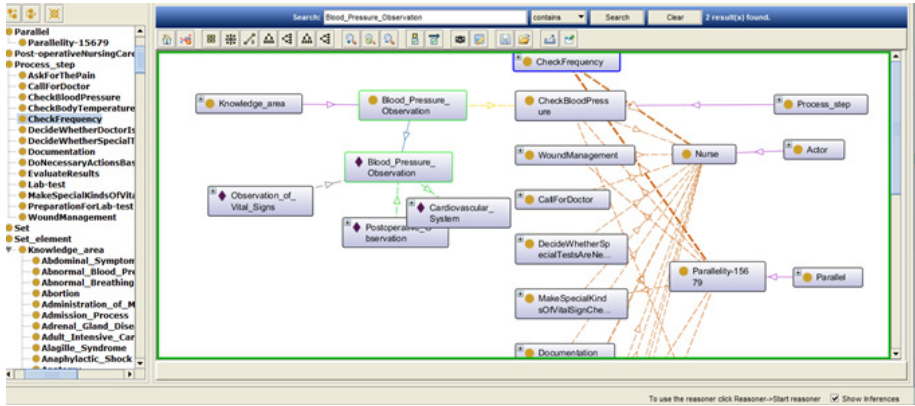 Search:
Blood_Pressure_Observation
contains
Search
Clear
2 result(s) found.
Parallel
Parallelity-15679
Post-operativeNursingCare
Process_step
AskForThePain
CallForDoctor
CheckBloodPressure
CheckBodyTemperature
CheckFrequency
DecideWhetherDoctorIs
DecideWhetherSpecialT
Documentation
DoNecessaryActionsBas
EvaluateResults
Lab-test
MakeSpecialKindsOfVita
PreparationForLab-test
WoundManagement
Set
Set_element
Knowledge_area
Abdominal_Symptom
Abnormal_Blood_Pre
Abnormal_Breathing
Abortion
Administration_of_M
Admission_Process
Adrenal_Gland_Dise
Adult_Intensive_Car
Alagille_Syndrome
Anaphylactic_Shock
CheckFrequency
Knowledge_area
Blood_Pressure_
Observation
CheckBloodPress
ure
Process_step
Blood_Pressure_
Observation
WoundManagement
Nurse
Actor
Observation_of_
Vital_Signs
Cardiovascular_
System
CallForDoctor
Postoperative_O
bservation
DecideWhetherSp
ecialTestsAreNe...
Parallelity-156
79
Parallel
MakeSpecialKind
sOfVitalSignChe...
Documentation
To use the reasoner click Reasoner->Start reasoner
Show Inferences